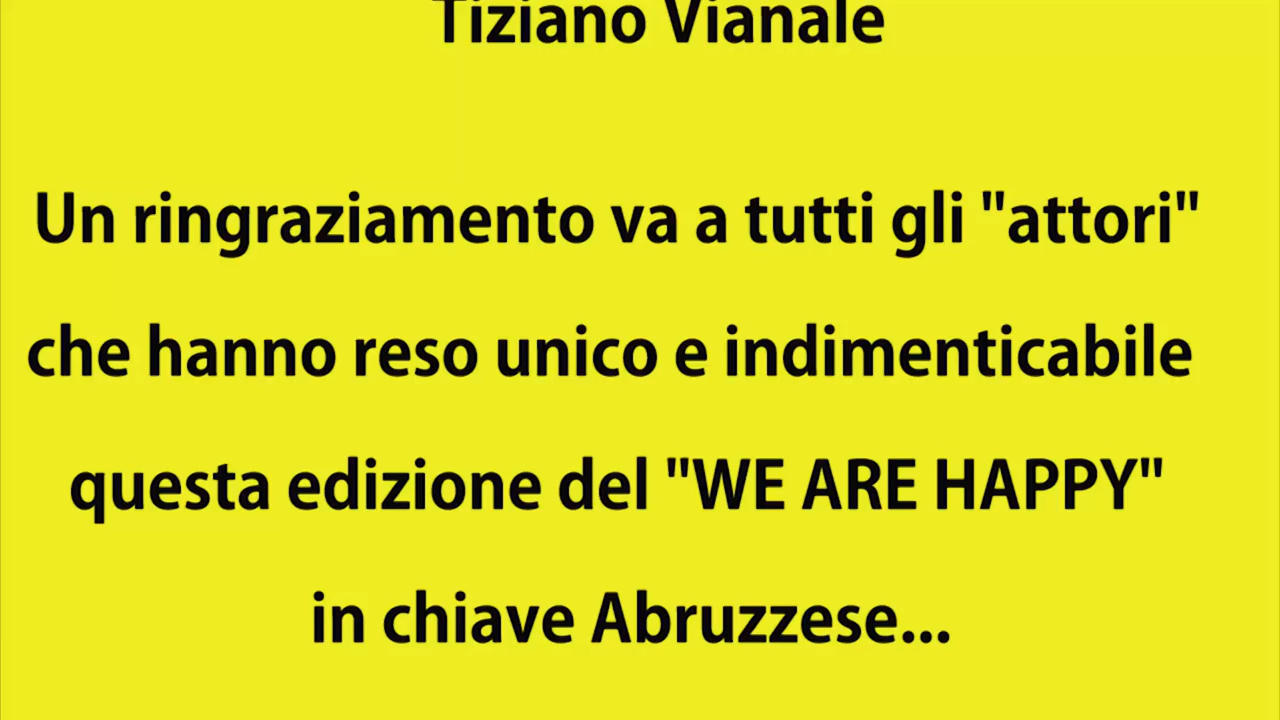 Tiziano Vianale
Un ringraziamento va a tutti gli "attori"
che hanno reso unico e indimenticabile
questa edizione del "WE ARE HAPPY"
in chiave Abruzzese...